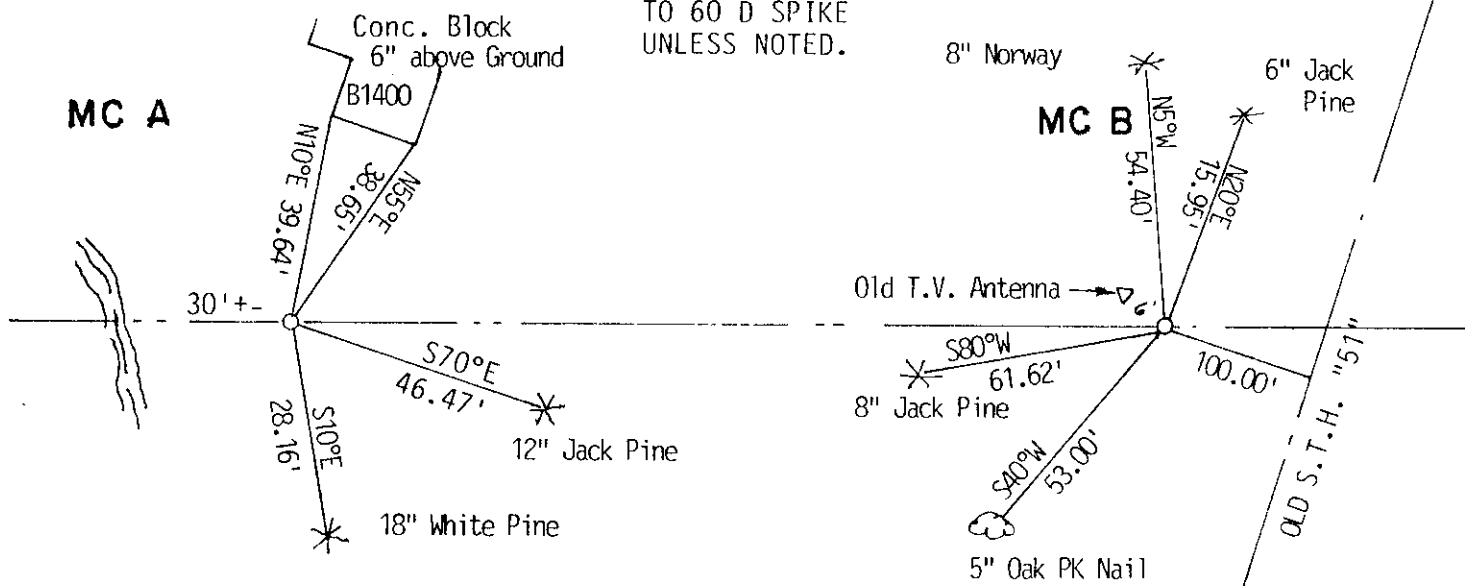 TO 60 D SPIKE
UNLESS NOTED.
Conc. Block
6" above Ground
B1400
MC A
N10°E 39.64'
N55°E
38.65'
30'+-
S70°E
46.47'
12" Jack Pine
S10°E
28.16'
18" White Pine
8" Norway
6" Jack
Pine
MC B
N5°W
54.40'
N20°E
15.95'
Old T.V. Antenna
6'
S80°W
61.62'
8" Jack Pine
100.00'
S40°W
53.00'
5" Oak PK Nail
OLD S.T.H. "51"